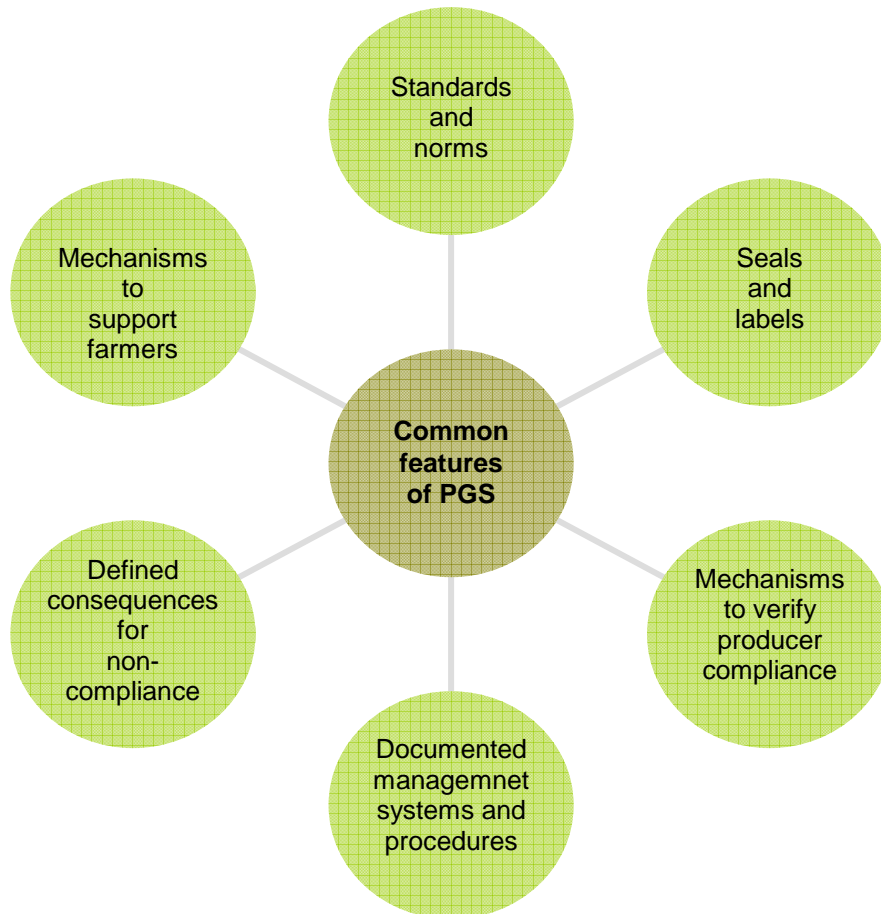 Standards
and
norms
Mechanisms
to
support
farmers
Seals
and
labels
Common
features
of PGS
Defined
consequences
for
non-
compliance
Mechanisms
to verify
producer
compliance
Documented
managemnet
systems and
procedures